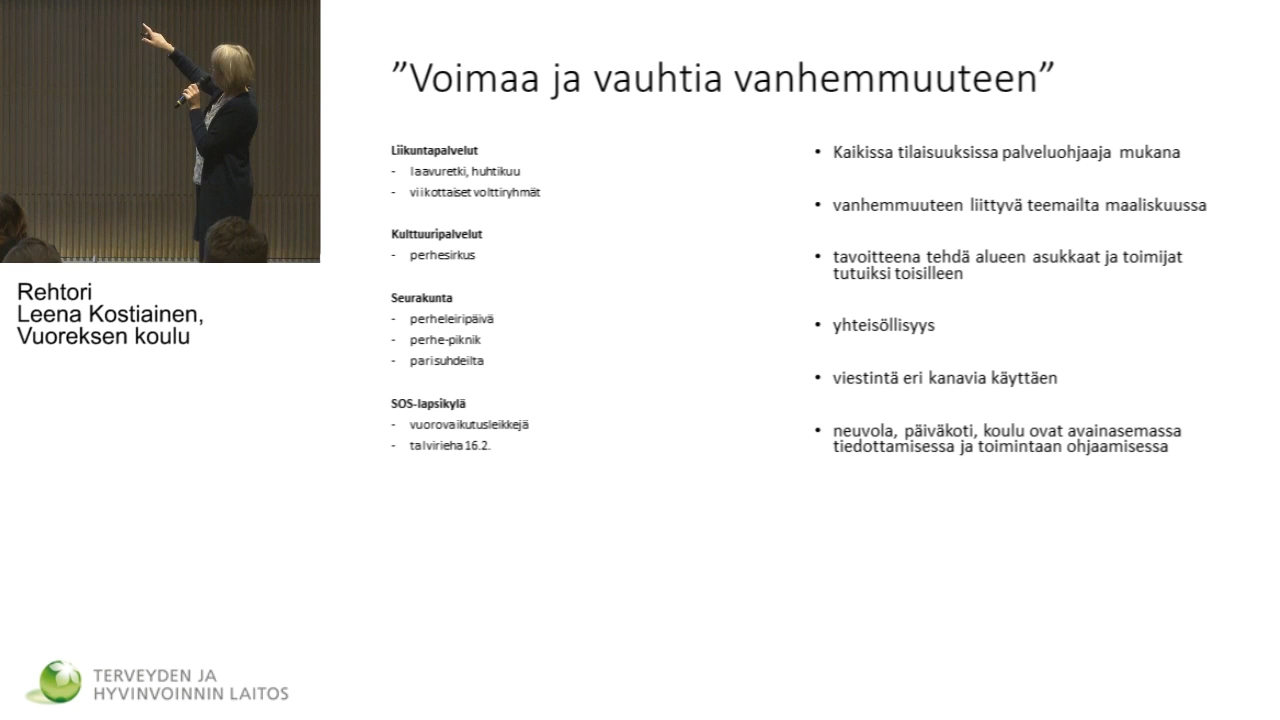 ”Voimaa ja vauhtia vanhemmuuteen”
Liikuntapalvelut
- laavuretki, huhtikuu
- viikottaiset volttiryhmät
Kulttuuripalvelut
- perhesirkus
Seurakunta
- perheleiripäivä
- perhe-piknik
- parisuhdeilta
SOS-lapsikylä
- vuorovaikutusleikkejä
- talvirieha 16.2.
• Kaikissa tilaisuuksissa palveluohjaaja mukana
• vanhemmuuteen liittyvä teemailta maaliskuussa
• tavoitteena tehdä alueen asukkaat ja toimijat
tutuiksi toisilleen
• yhteisöllisyys
• viestintä eri kanavia käyttäen
• neuvola, päiväkoti, koulu ovat avainasemassa
tiedottamisessa ja toimintaan ohjaamisessa
Rehtori
Leena Kostiainen,
Vuoreksen koulu
TERVEYDEN JA
HYVINVOINNIN LAITOS